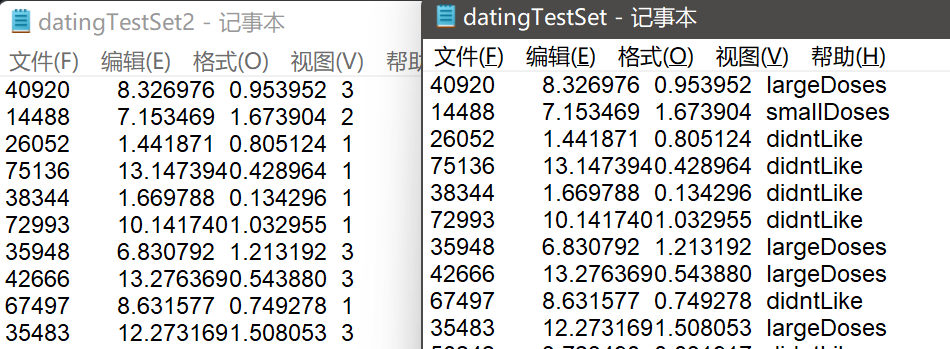 datingTestSet2 - 记事本
文件(F) 编辑(E) 格式(O) 视图(V) 帮助
40920 8.326976 0.953952 3
14488 7.153469 1.673904 2
26052 1.441871 0.805124 1
75136 13.147394 0.428964 1
38344 1.669788 0.134296 1
72993 10.141740 1.032955 1
35948 6.830792 1.213192 3
42666 13.276369 0.543880 3
67497 8.631577 0.749278 1
35483 12.273169 1.508053 3
datingTestSet - 记事本
文件(F) 编辑(E) 格式(O) 视图(V) 帮助(H)
40920 8.326976 0.953952 largeDoses
14488 7.153469 1.673904 smallDoses
26052 1.441871 0.805124 didntLike
75136 13.147394 0.428964 didntLike
38344 1.669788 0.134296 didntLike
72993 10.141740 1.032955 didntLike
35948 6.830792 1.213192 largeDoses
42666 13.276369 0.543880 largeDoses
67497 8.631577 0.749278 didntLike
35483 12.273169 1.508053 largeDoses